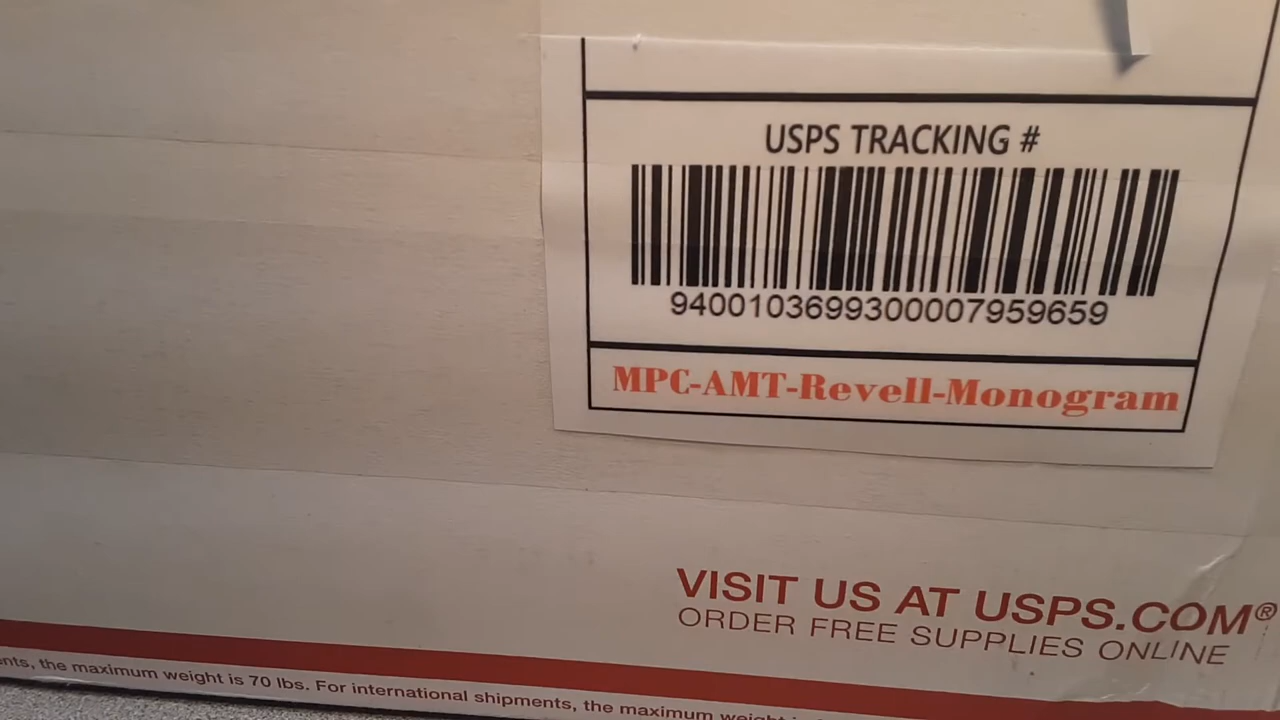 USPS TRACKING #
9400103699300007959659
MPC-AMT-Revell-Monogram
VISIT US AT USPS.COM®
ORDER FREE SUPPLIES ONLINE
the maximum weight is 70 lbs. For international shipments, the maximum weight